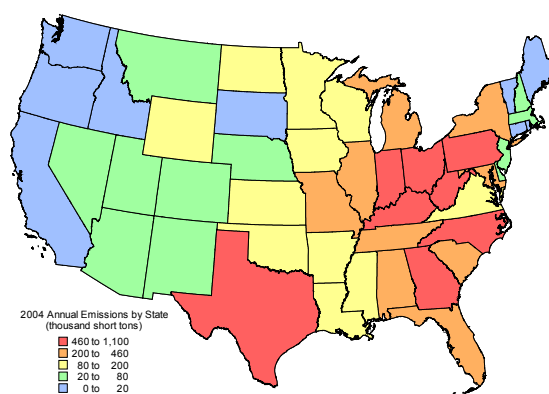 2004 Annual Emissions by State
(thousand short tons)
460 to 1,100
200 to 460
80 to 200
20 to 80
0 to 20